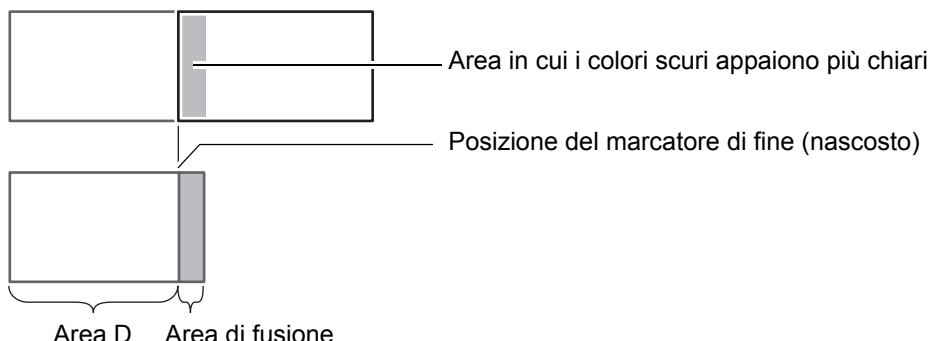 Area in cui i colori scuri appaiono più chiari
Posizione del marcatore di fine (nascosto)
Area D
Area di fusione